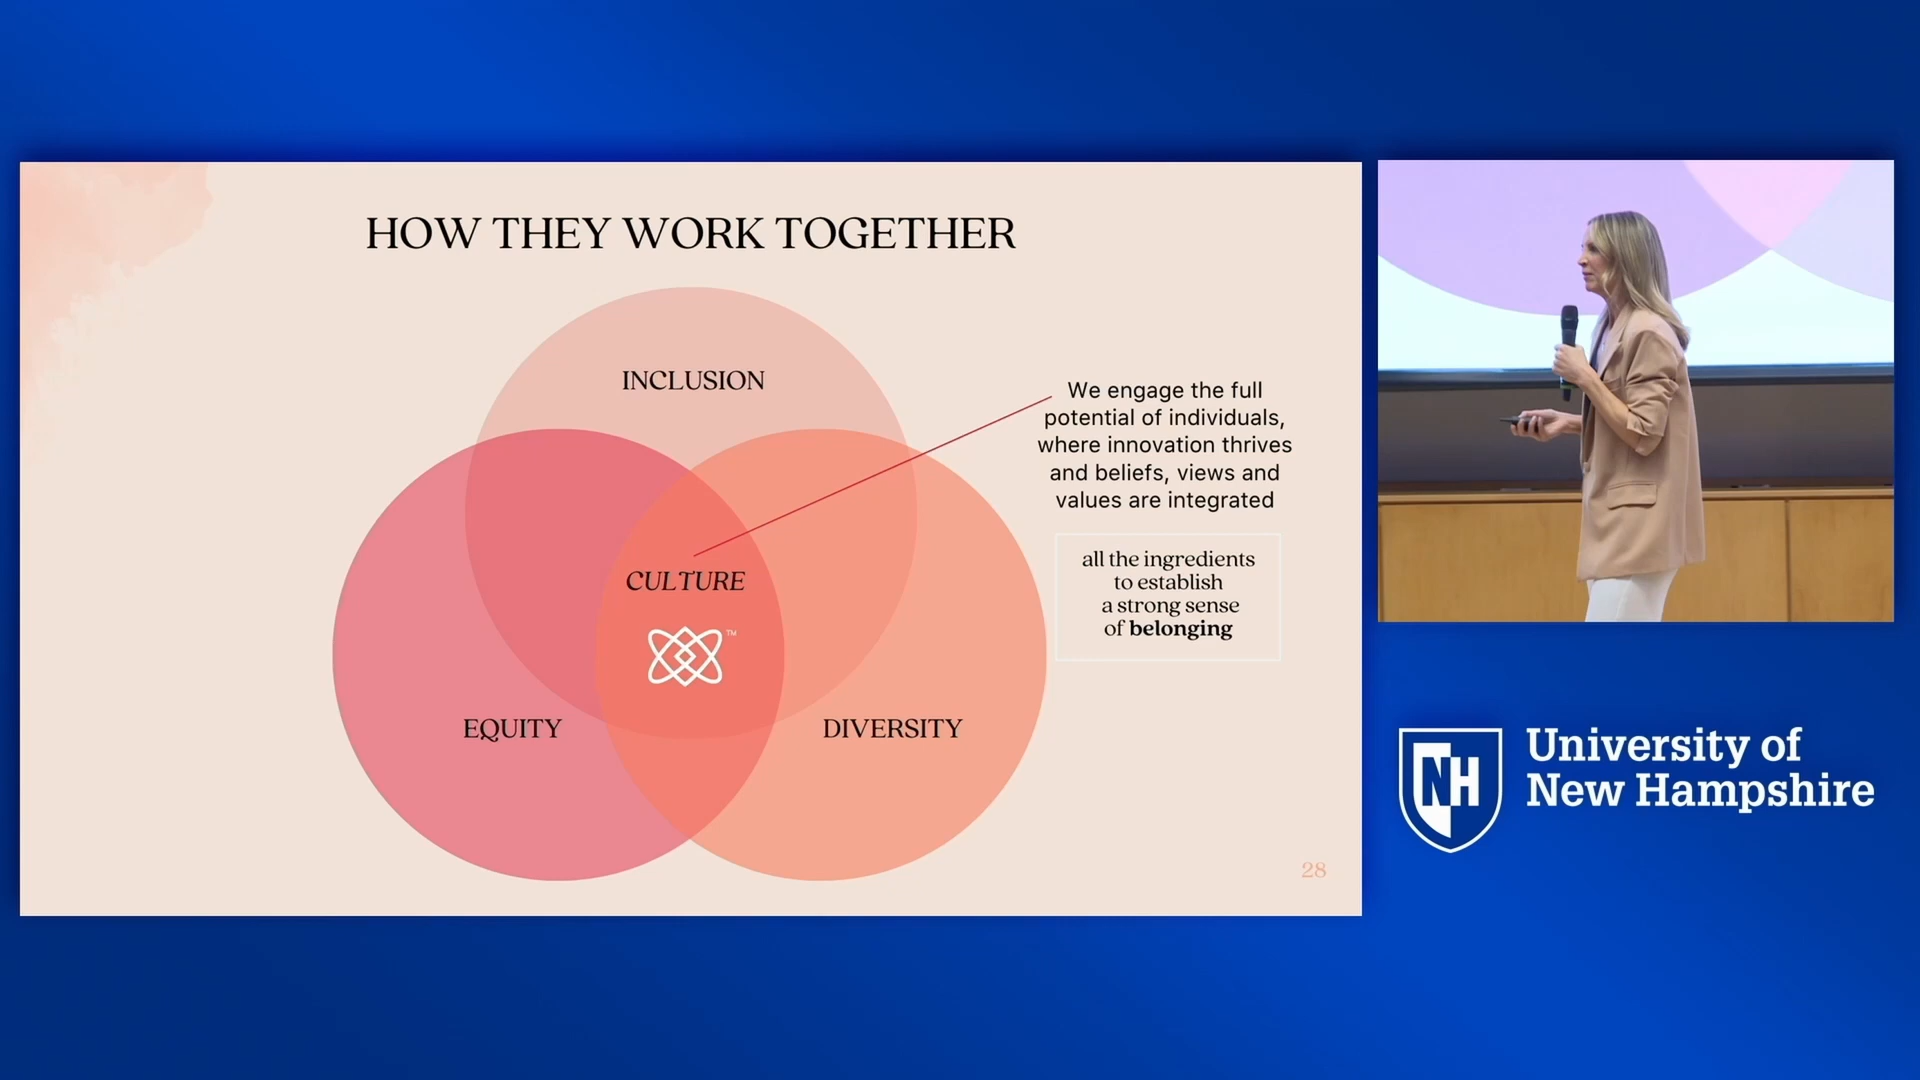 HOW THEY WORK TOGETHER
INCLUSION
We engage the full
potential of individuals,
where innovation thrives
and beliefs, views and
values are integrated
CULTURE
TM
all the ingredients
to establish
a strong sense
of belonging
EQUITY
DIVERSITY
28
NH
University of
New Hampshire